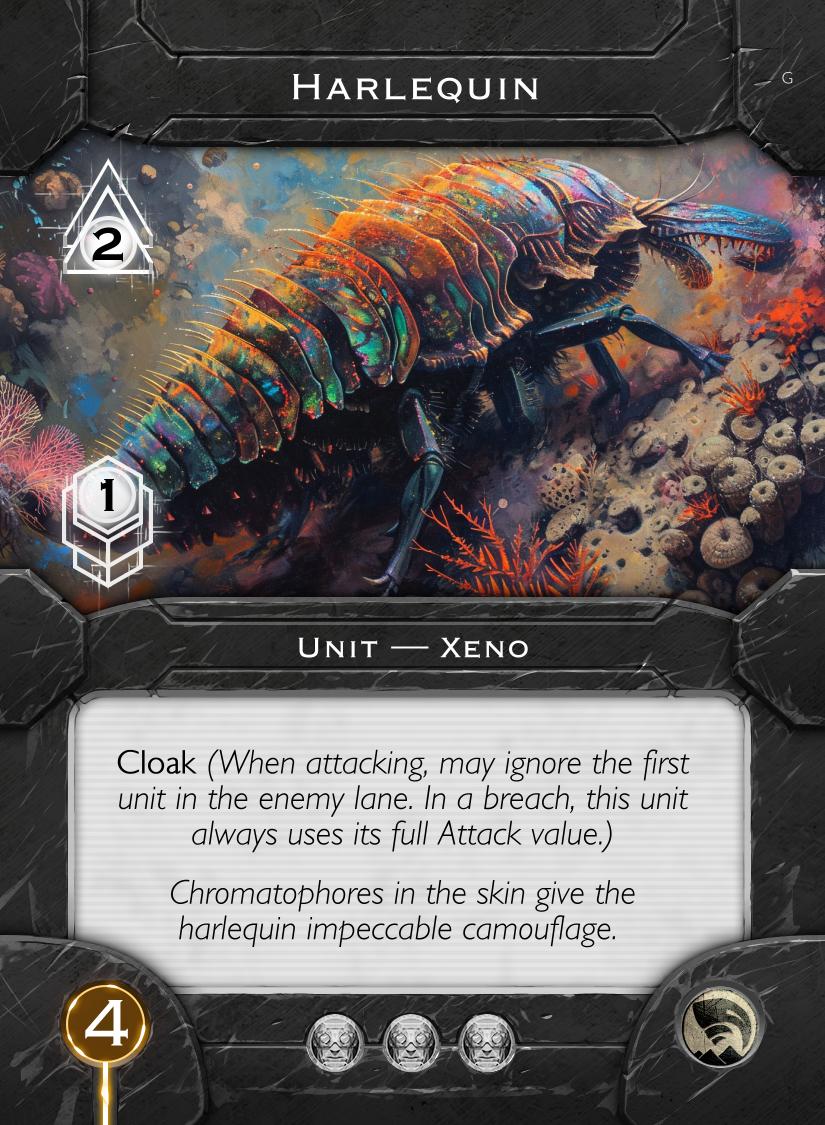 HARLEQUIN
G
2
1
UNIT — XENO
Cloak (When attacking, may ignore the first
unit in the enemy lane. In a breach, this unit
always uses its full Attack value.)
Chromatophores in the skin give the
harlequin impeccable camouflage.
4